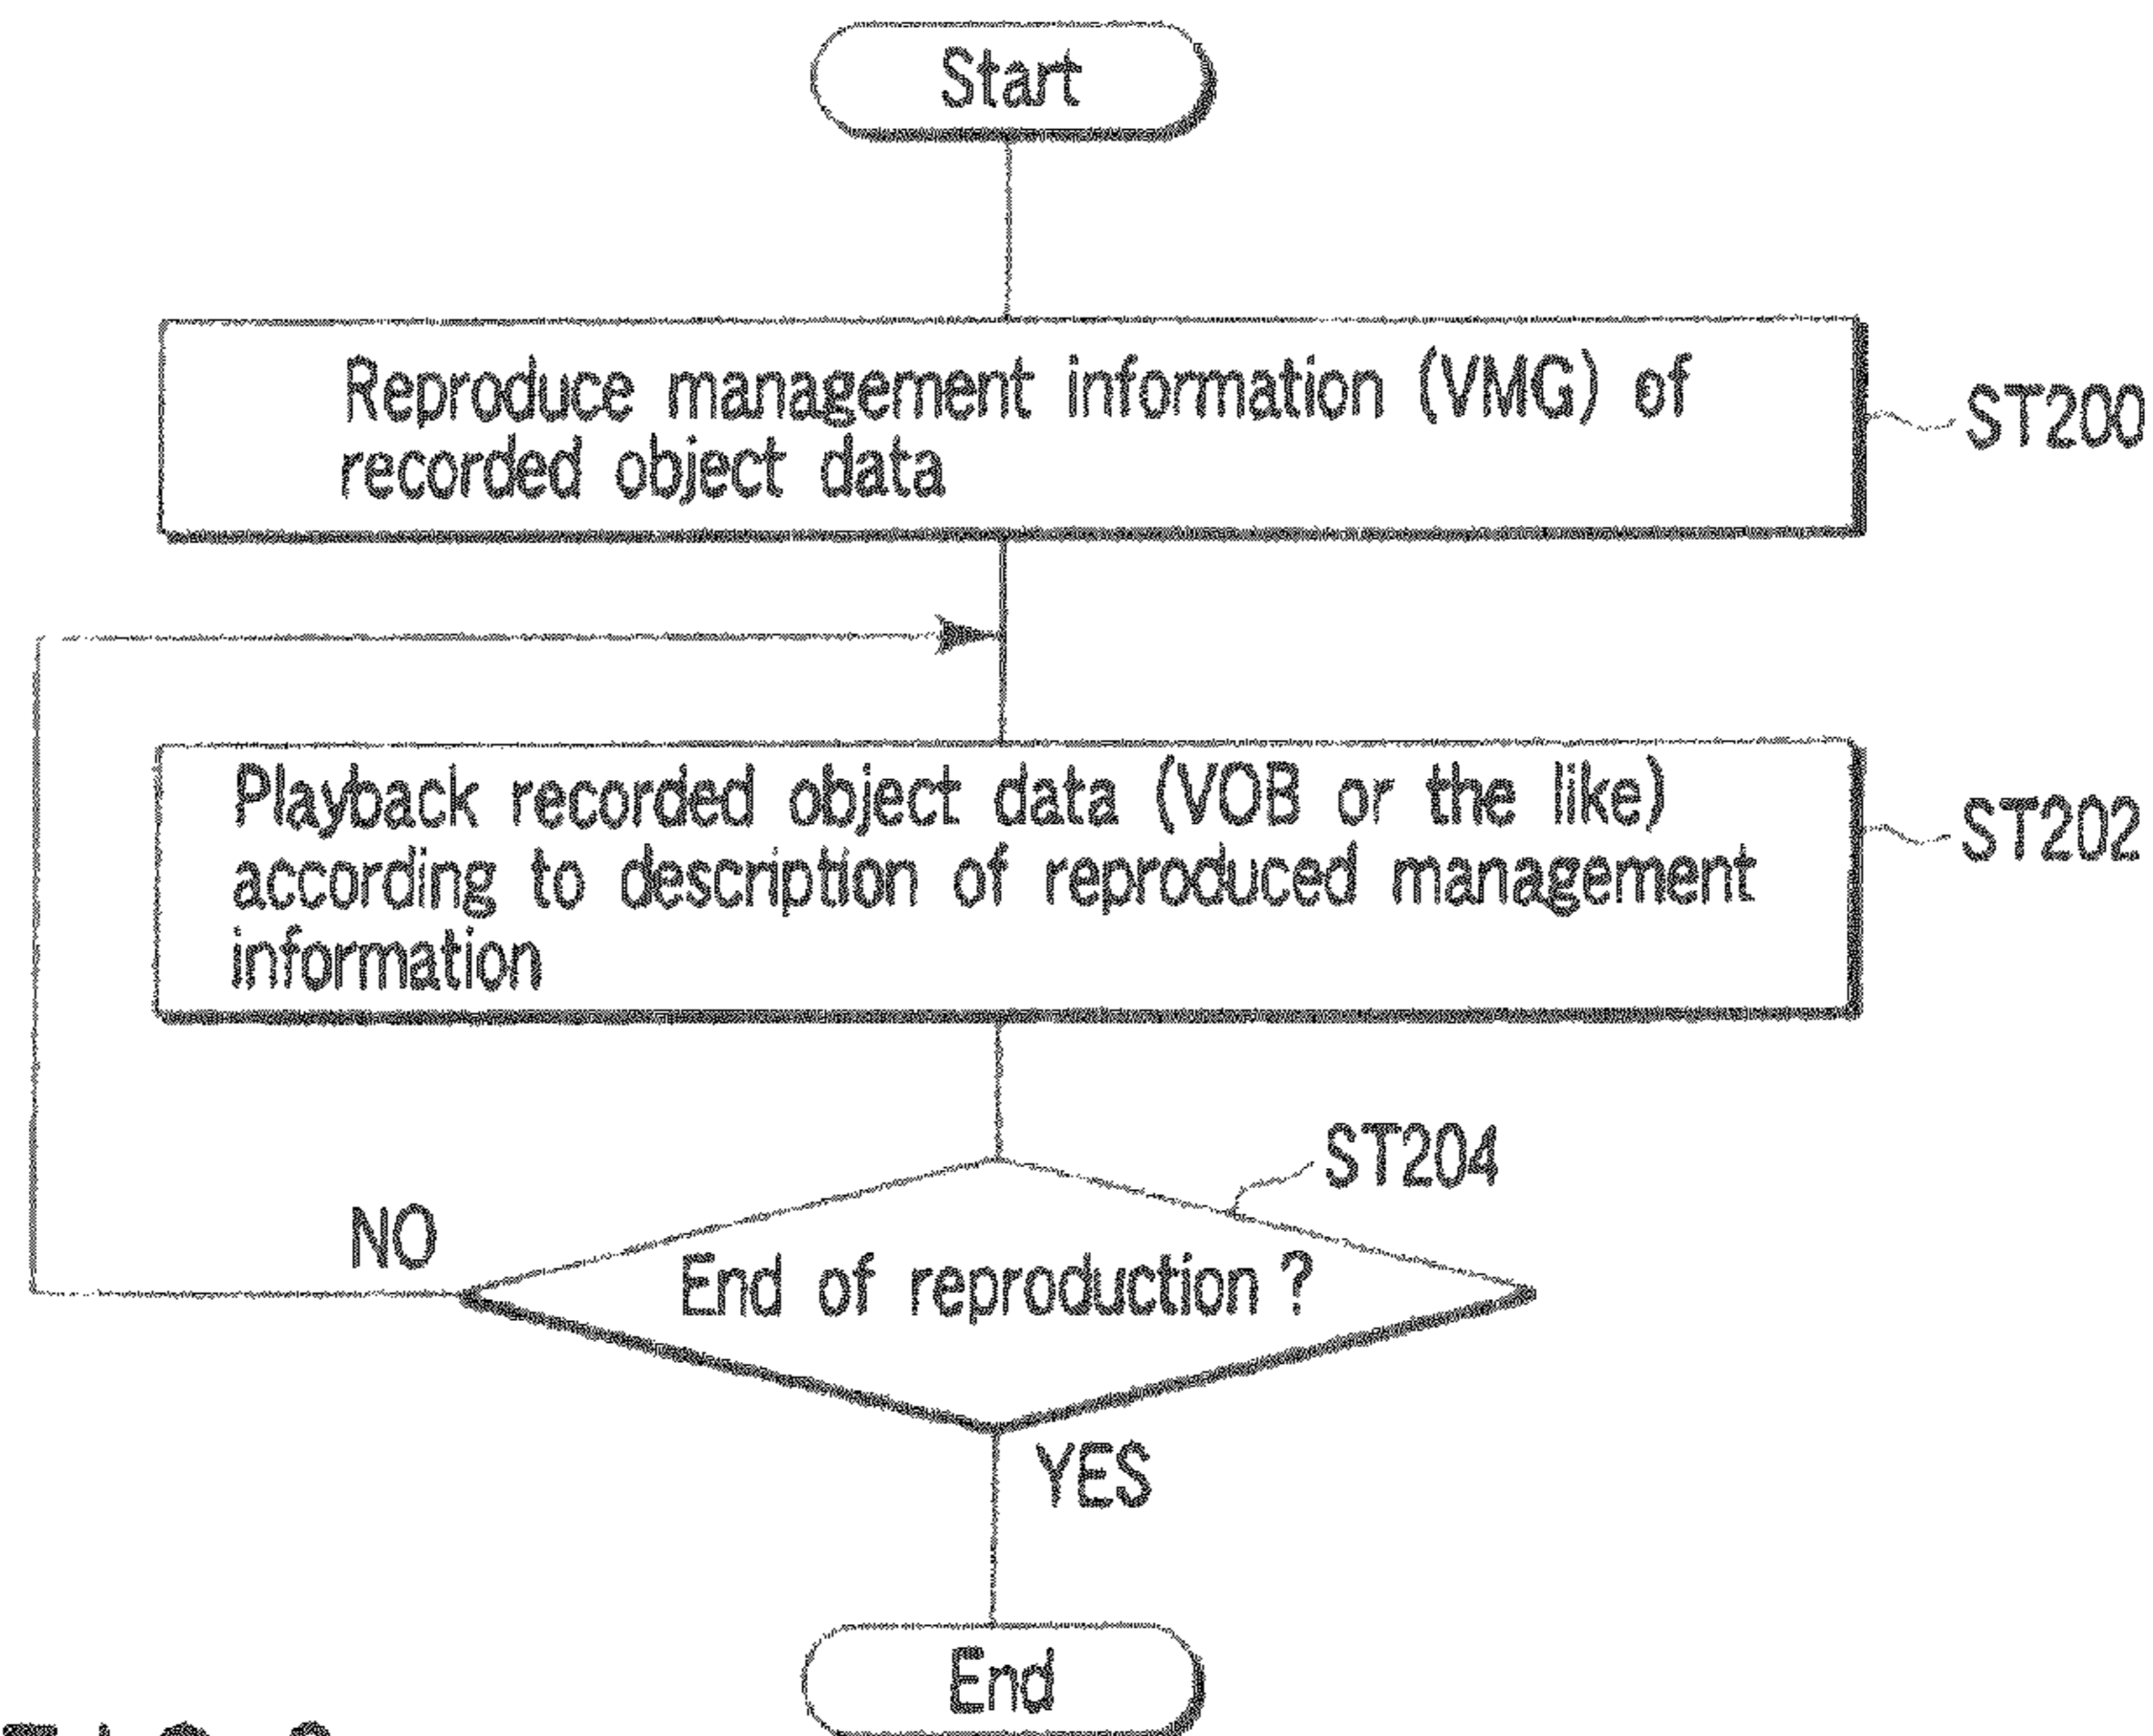 Start
Reproduce management information (VMG) of
recorded object data
ST200
Playback recorded object data (VOB or the like)
according to description of reproduced management
information
ST202
ST204
NO
End of reproduction ?
YES
End